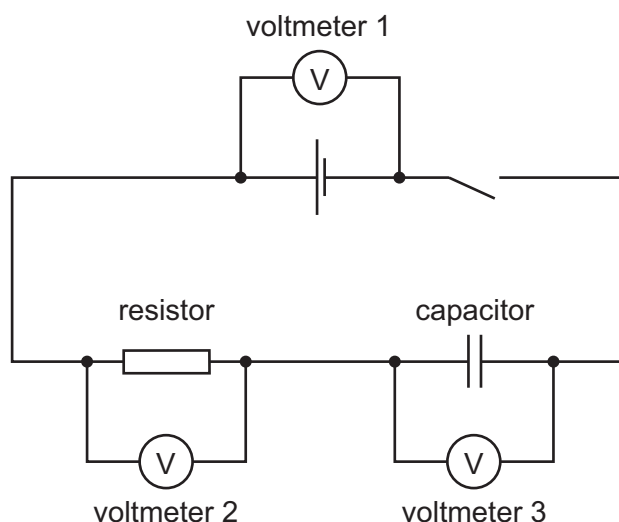 voltmeter 1
V
resistor
capacitor
V
V
voltmeter 2
voltmeter 3